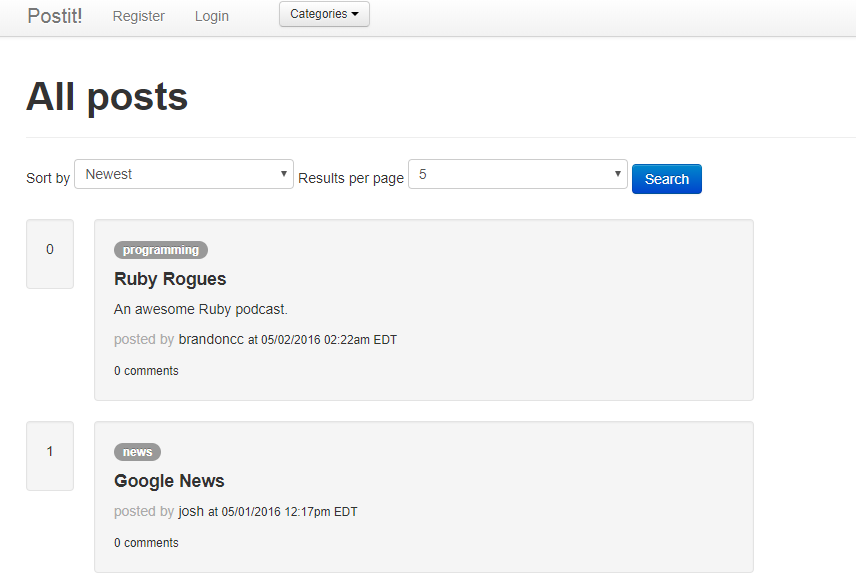 Postit! Register Login Categories
All posts
Sort by Newest Results per page 5 Search
0
programming
Ruby Rogues
An awesome Ruby podcast.
posted by brandoncc at 05/02/2016 02:22am EDT
0 comments
1
news
Google News
posted by josh at 05/01/2016 12:17pm EDT
0 comments